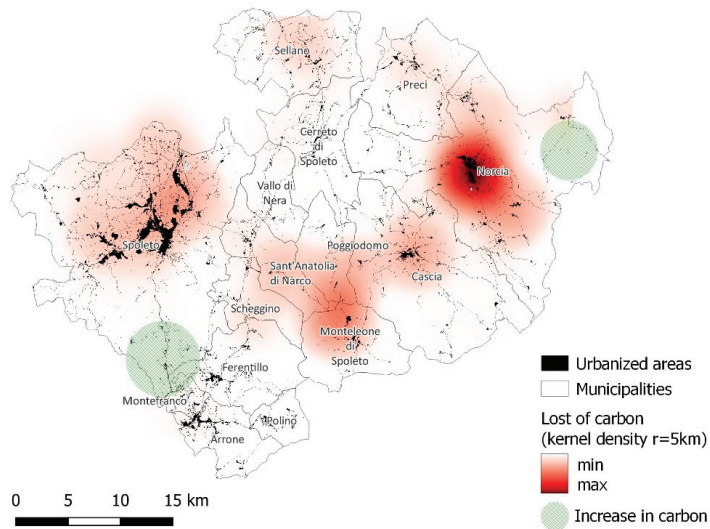 Sellano
Preci
Cerreto
di
Spoleto
Norcia
Vallo di
Nera
Spoleto
Poggiodomo
Sant'Anatolia
di Narco
Cascia
Scheggino
Monteleone
di
Spoleto
Ferentillo
Montefranco
Polino
Arrone
Urbanized areas
Municipalities
Lost of carbon
(kernel density r=5km)
min
max
Increase in carbon
0 5 10 15 km